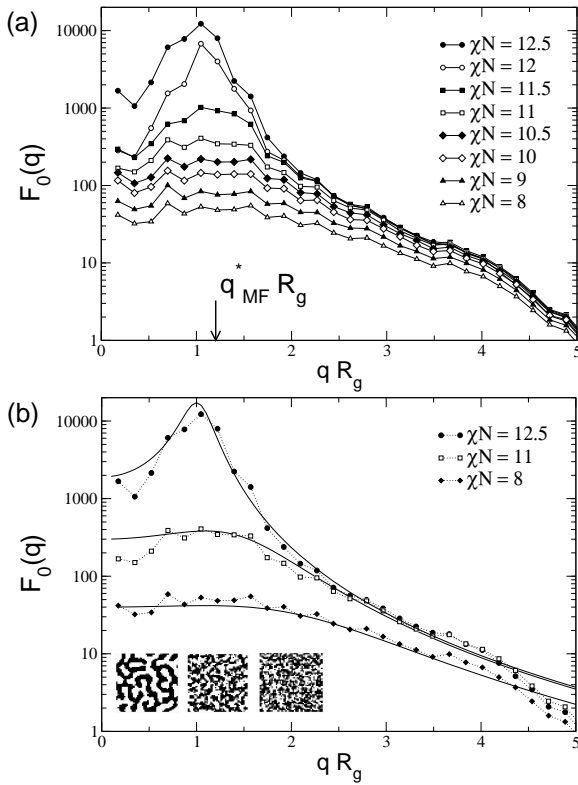 (a)
10000
1000
100
10
1
F₀(q)
χN = 12.5
χN = 12
χN = 11.5
χN = 11
χN = 10.5
χN = 10
χN = 9
χN = 8
q*MF Rg
0 1 2 3 4 5
q Rg
(b)
10000
1000
100
10
1
F₀(q)
χN = 12.5
χN = 11
χN = 8
0 1 2 3 4 5
q Rg